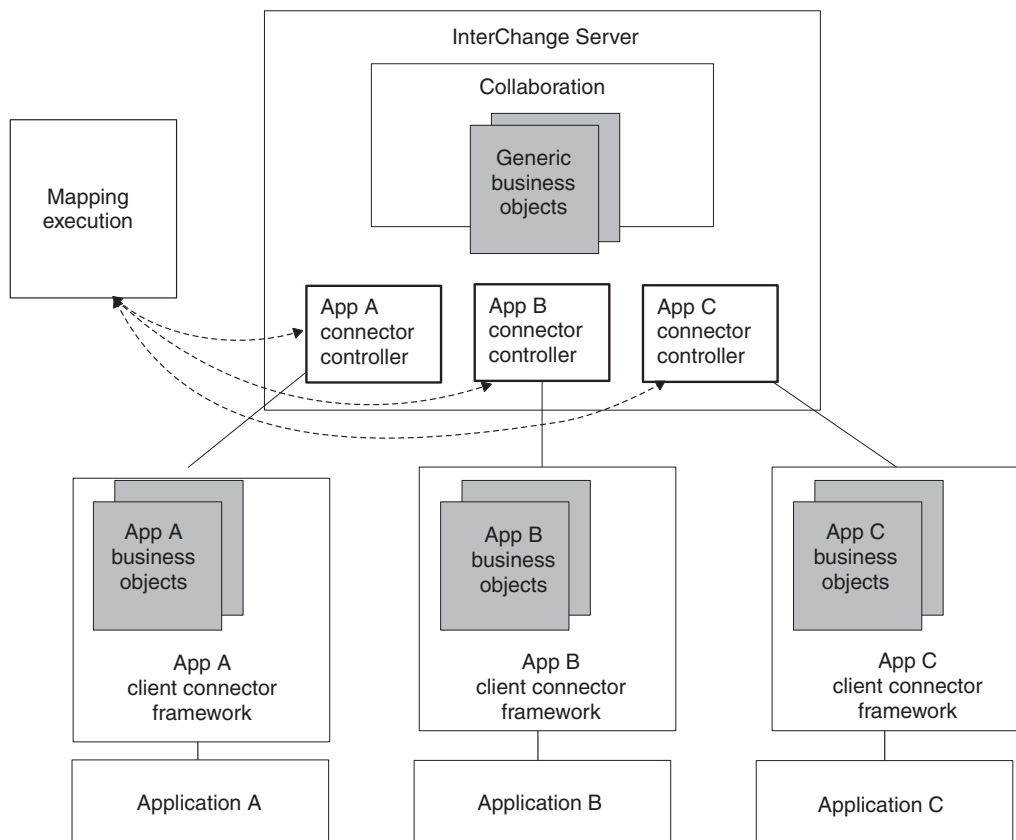 InterChange Server
Collaboration
Generic
business
objects
Mapping
execution
App A
connector
controller
App B
connector
controller
App C
connector
controller
App A
business
objects
App A
client connector
framework
App B
business
objects
App B
client connector
framework
App C
business
objects
App C
client connector
framework
Application A
Application B
Application C